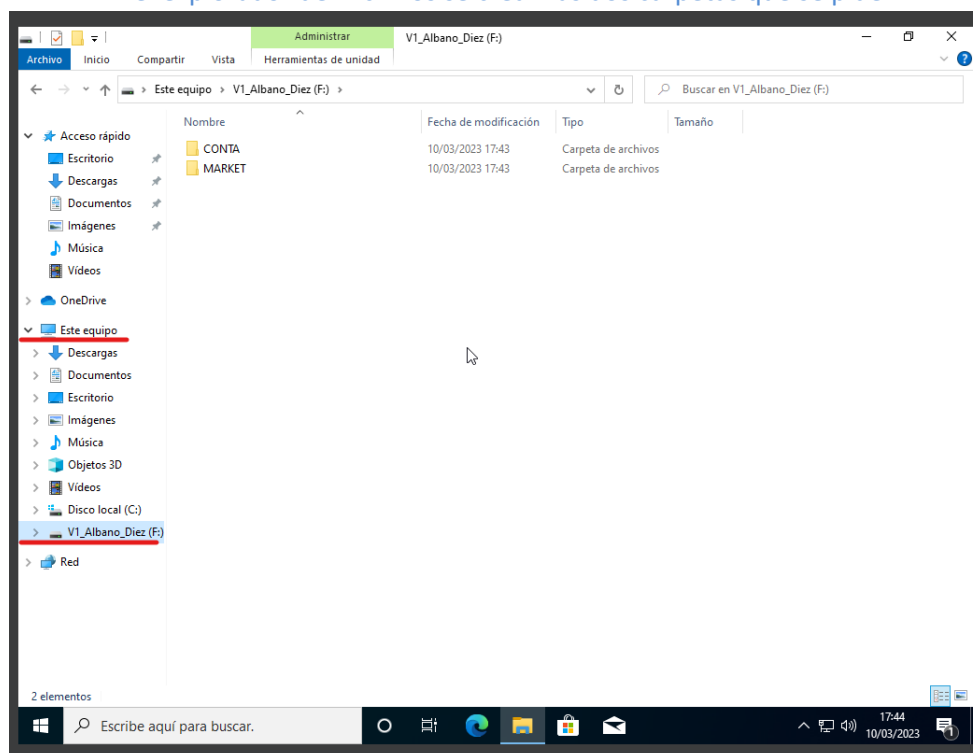 Administrar V1_Albano_Diez (F:)
Archivo Inicio Compartir Vista Herramientas de unidad
Este equipo > V1_Albano_Diez (F:) > Buscar en V1_Albano_Diez (F:)
Nombre Fecha de modificación Tipo Tamaño
CONTA 10/03/2023 17:43 Carpeta de archivos
MARKET 10/03/2023 17:43 Carpeta de archivos
Acceso rápido
Escritorio
Descargas
Documentos
Imágenes
Música
Vídeos
OneDrive
Este equipo
Descargas
Documentos
Escritorio
Imágenes
Música
Objetos 3D
Vídeos
Disco local (C:)
V1_Albano_Diez (F:)
Red
2 elementos
Escribe aquí para buscar.
17:44
10/03/2023
1